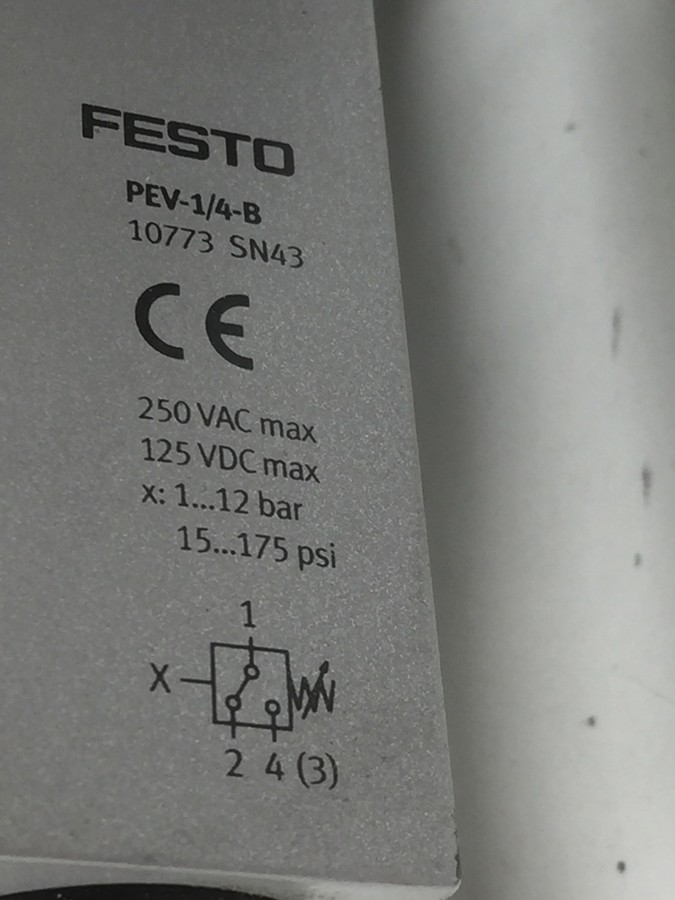 FESTO
PEV-1/4-B
10773 SN43
CE
250 VAC max
125 VDC max
x: 1...12 bar
15...175 psi
1
X
2 4 (3)